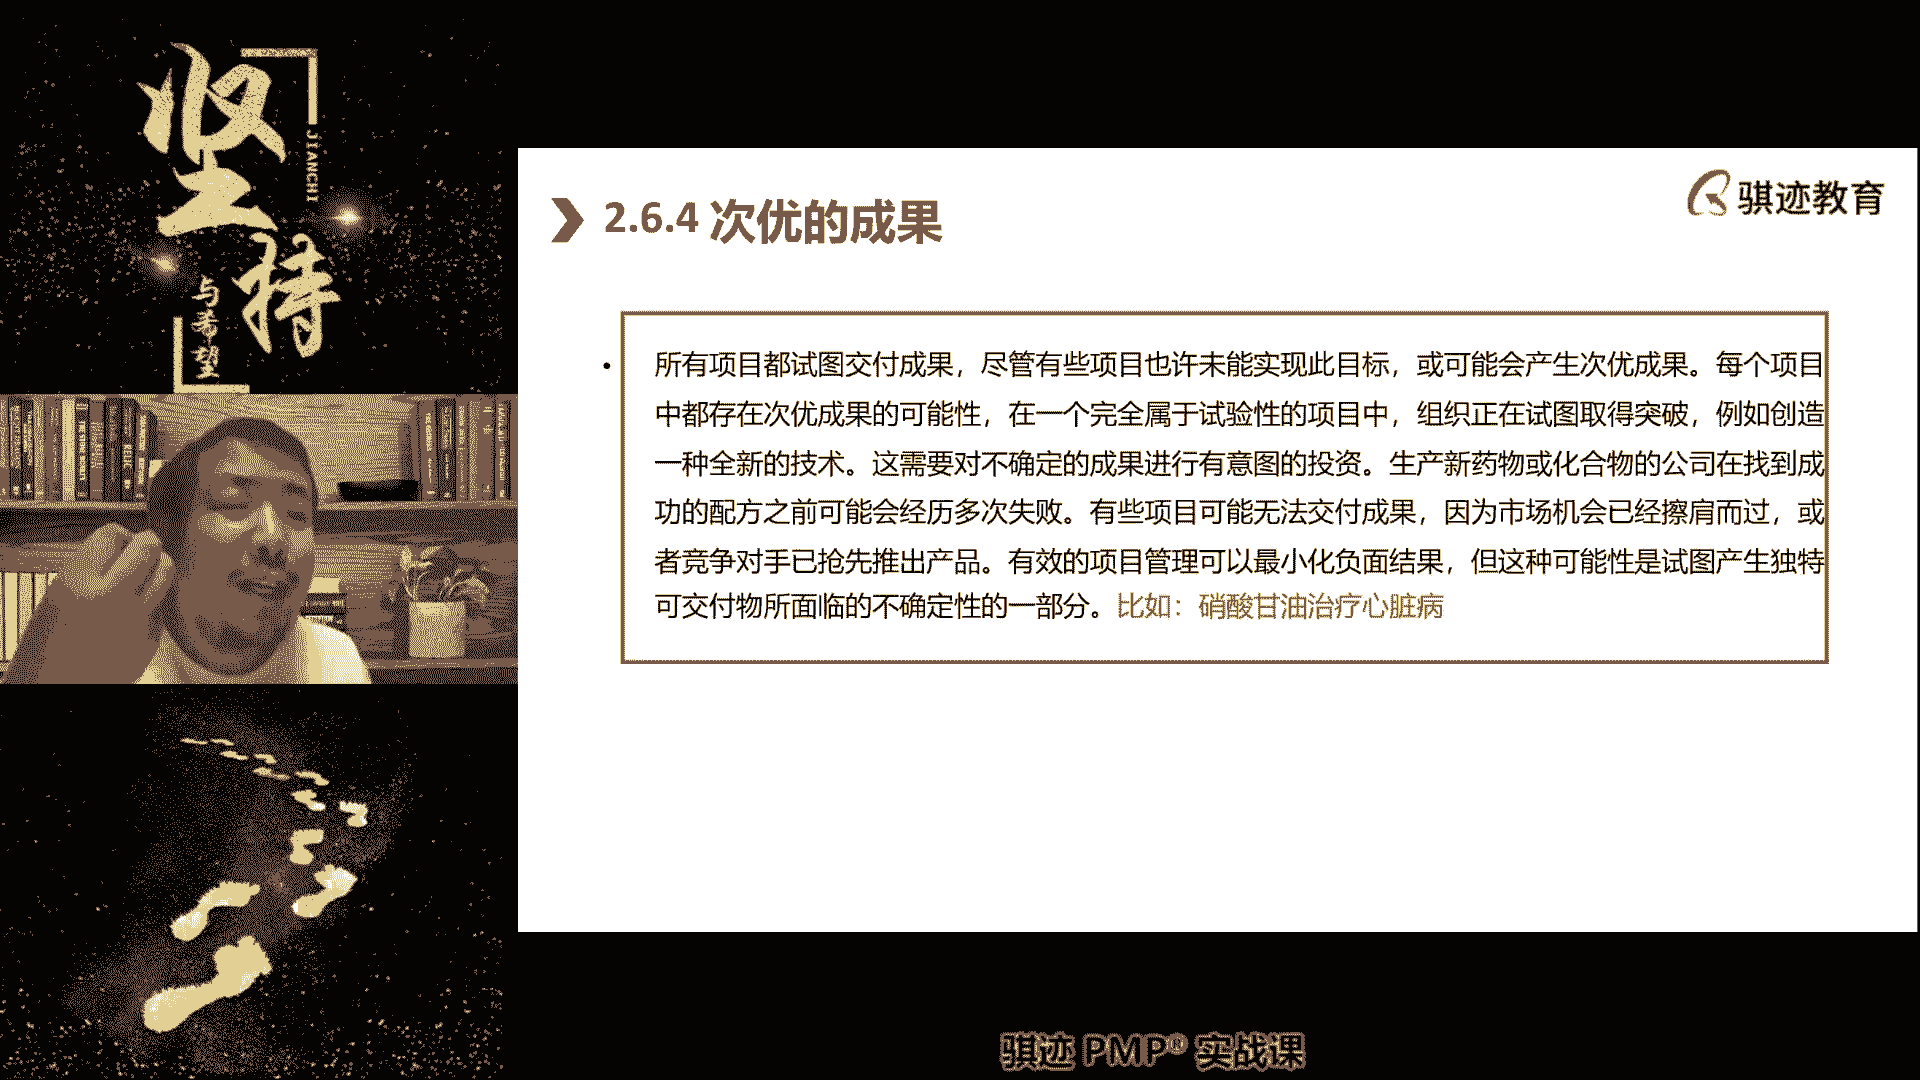 坚持
JIANCHI
与希望
骐迹教育
2.6.4 次优的成果
• 所有项目都试图交付成果，尽管有些项目也许未能实现此目标，或可能会产生次优成果。每个项目
中都存在次优成果的可能性，在一个完全属于试验性的项目中，组织正在试图取得突破，例如创造
一种全新的技术。这需要对不确定的成果进行有意图的投资。生产新药物或化合物的公司在找到成
功的配方之前可能会经历多次失败。有些项目可能无法交付成果，因为市场机会已经擦肩而过，或
者竞争对手已抢先推出产品。有效的项目管理可以最小化负面结果，但这种可能性是试图产生独特
可交付物所面临的不确定性的一部分。比如：硝酸甘油治疗心脏病
骐迹 PMP® 实战课